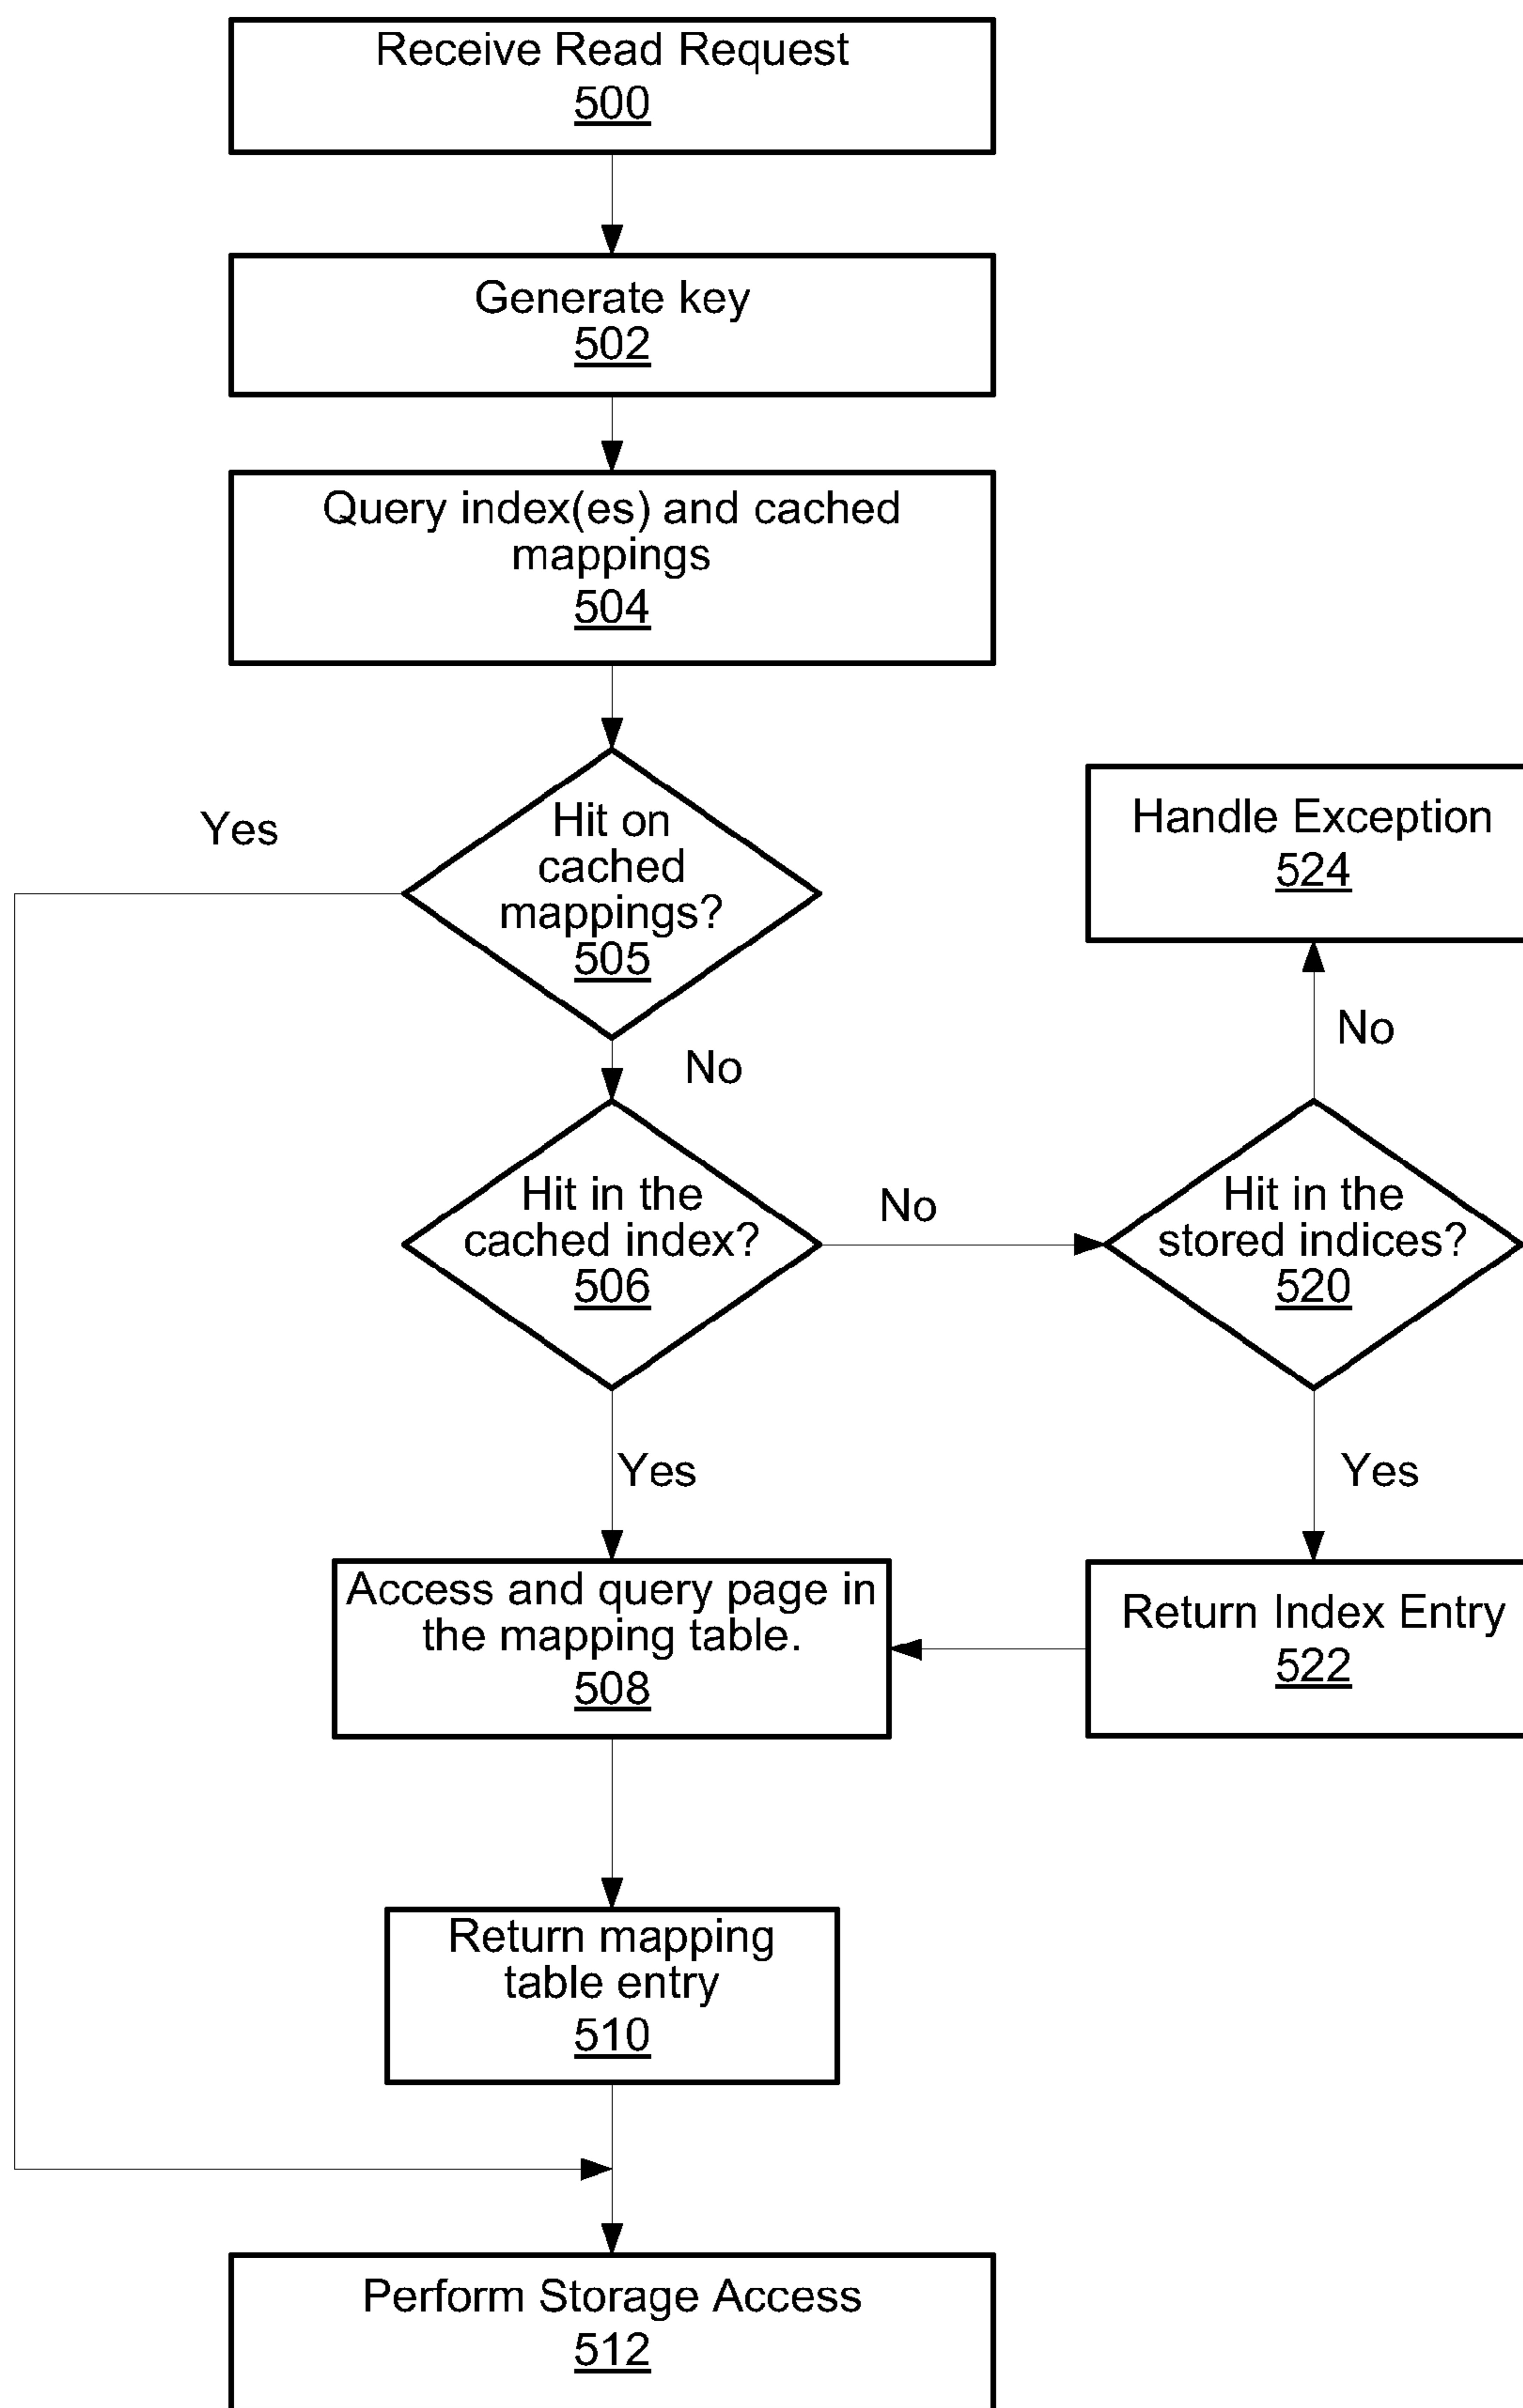 Receive Read Request
500
Generate key
502
Query index(es) and cached
mappings
504
Yes
Hit on
cached
mappings?
505
Handle Exception
524
No
No
Hit in the
cached index?
506
No
Hit in the
stored indices?
520
Yes
Yes
Access and query page in
the mapping table.
508
Return Index Entry
522
Return mapping
table entry
510
Perform Storage Access
512